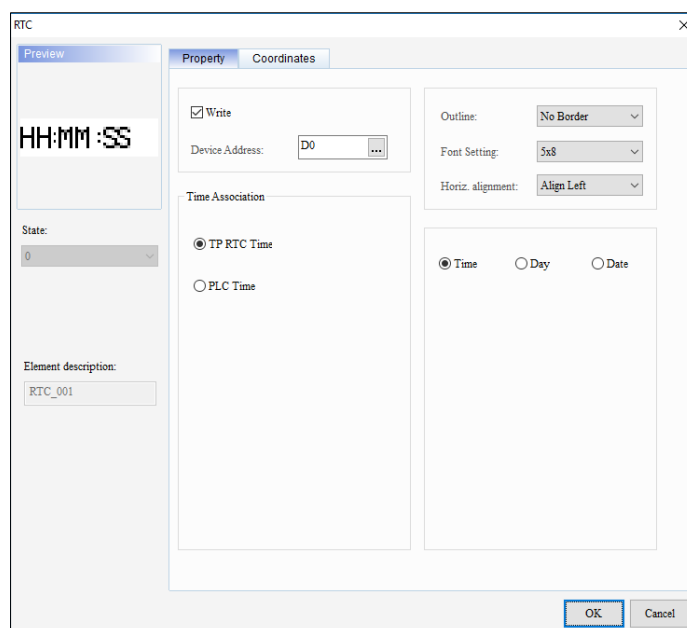 RTC
Preview
HH:MM:SS
State:
0
Element description:
RTC_001
Property
Coordinates
Write
Device Address:
D0
...
Time Association
TP RTC Time
PLC Time
Outline:
No Border
Font Setting:
5x8
Horiz. alignment:
Align Left
Time
Day
Date
OK
Cancel